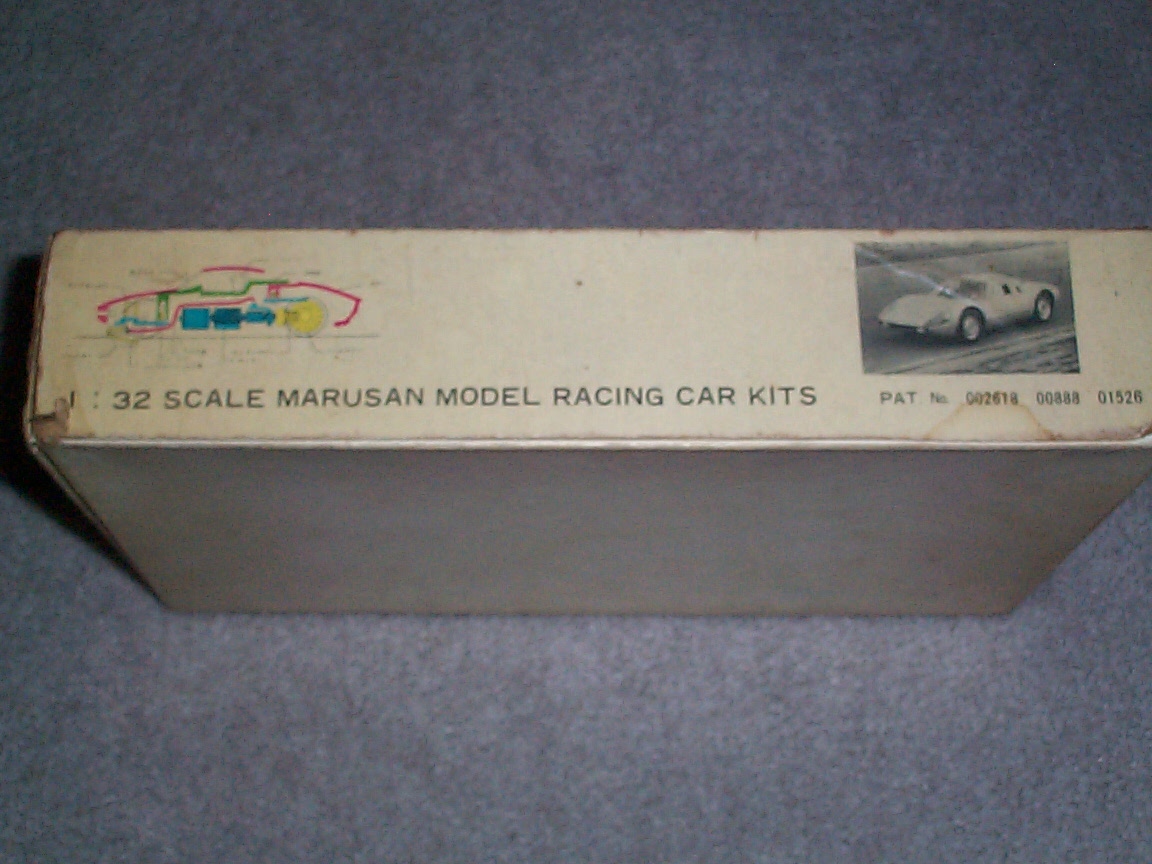 1 : 32 SCALE MARUSAN MODEL RACING CAR KITS
PAT No. 002618 00888 01526